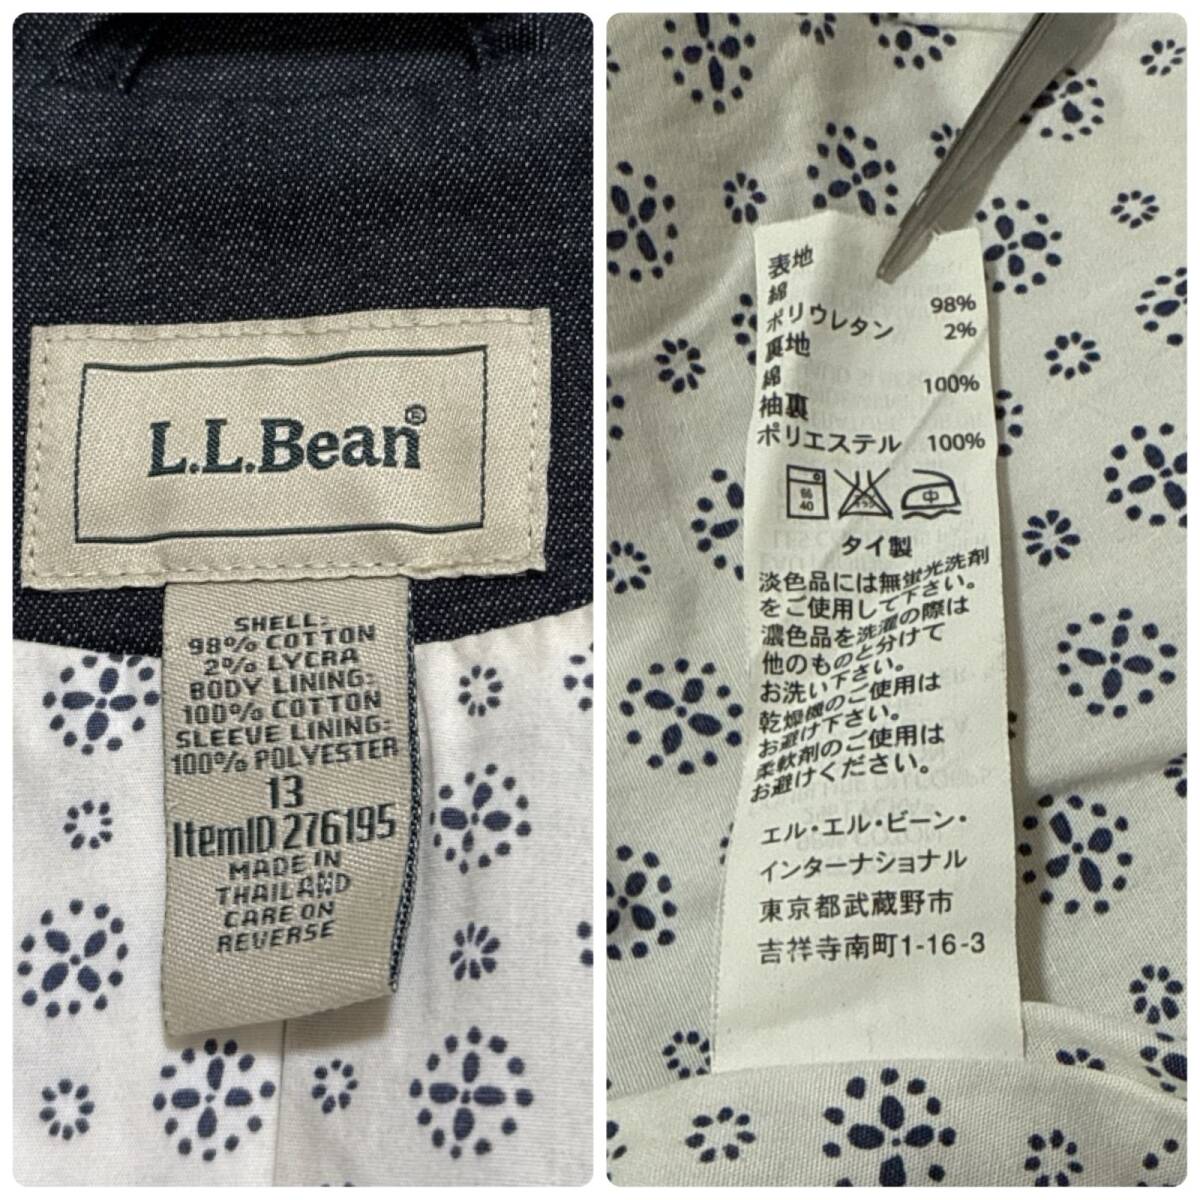 L.L.Bean®
SHELL:
98% COTTON
2% LYCRA
BODY LINING:
100% COTTON
SLEEVE LINING:
100% POLYESTER
13
ItemID 276195
MADE IN
THAILAND
CARE ON
REVERSE
表地
綿 98%
ポリウレタン 2%
裏地
綿 100%
袖裏
ポリエステル 100%
40 中
タイ製
淡色品には無蛍光洗剤
をご使用して下さい。
濃色品を洗濯の際は
他のものと分けて
お洗い下さい。
乾燥機のご使用は
お避け下さい。
柔軟剤のご使用は
お避けください。
エル・エル・ビーン・
インターナショナル
東京都武蔵野市
吉祥寺南町1-16-3